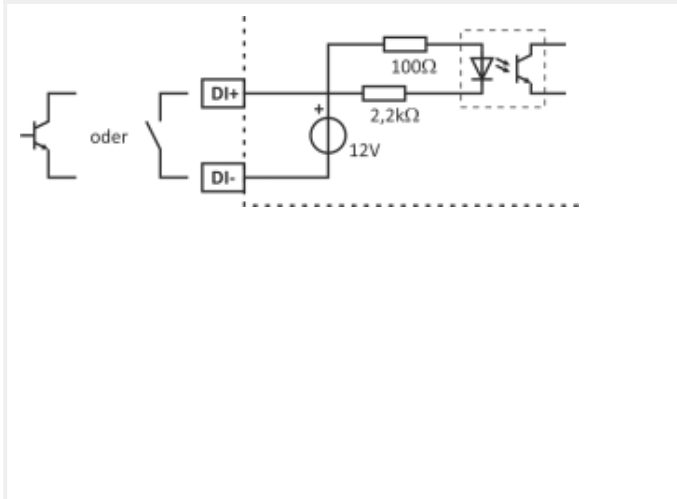 100Ω
DI+
2,2kΩ
+
oder
12V
DI-